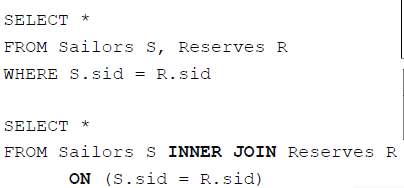 SELECT *
FROM Sailors S, Reserves R
WHERE S.sid = R.sid
SELECT *
FROM Sailors S INNER JOIN Reserves R
ON (S.sid = R.sid)